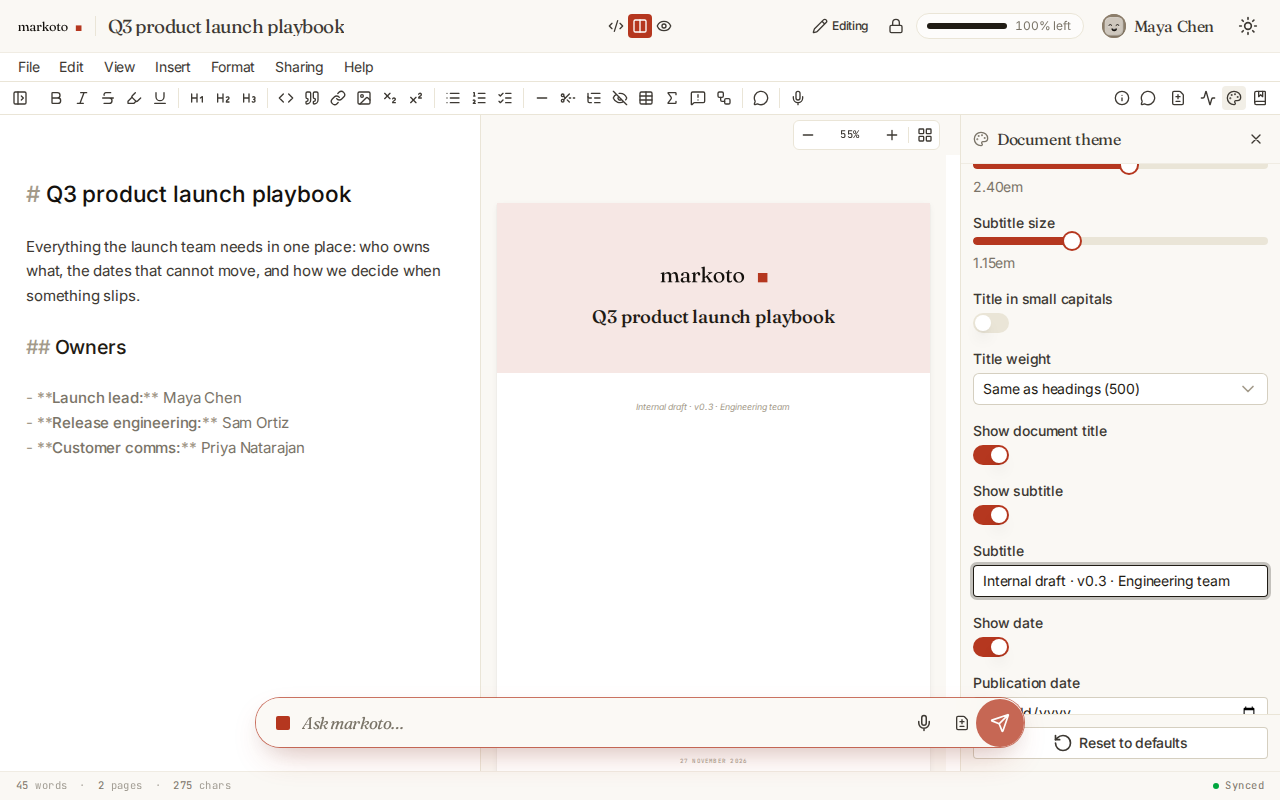 markoto
Q3 product launch playbook
Editing
100% left
Maya Chen
File
Edit
View
Insert
Format
Sharing
Help
H1
H2
H3
55%
Document theme
# Q3 product launch playbook
Everything the launch team needs in one place: who owns
what, the dates that cannot move, and how we decide when
something slips.
## Owners
- **Launch lead:** Maya Chen
- **Release engineering:** Sam Ortiz
- **Customer comms:** Priya Natarajan
markoto
Q3 product launch playbook
Internal draft · v0.3 · Engineering team
27 NOVEMBER 2026
2.40em
Subtitle size
1.15em
Title in small capitals
Title weight
Same as headings (500)
Show document title
Show subtitle
Subtitle
Internal draft · v0.3 · Engineering team
Show date
Publication date
Reset to defaults
Ask markoto...
45 words · 2 pages · 275 chars
Synced